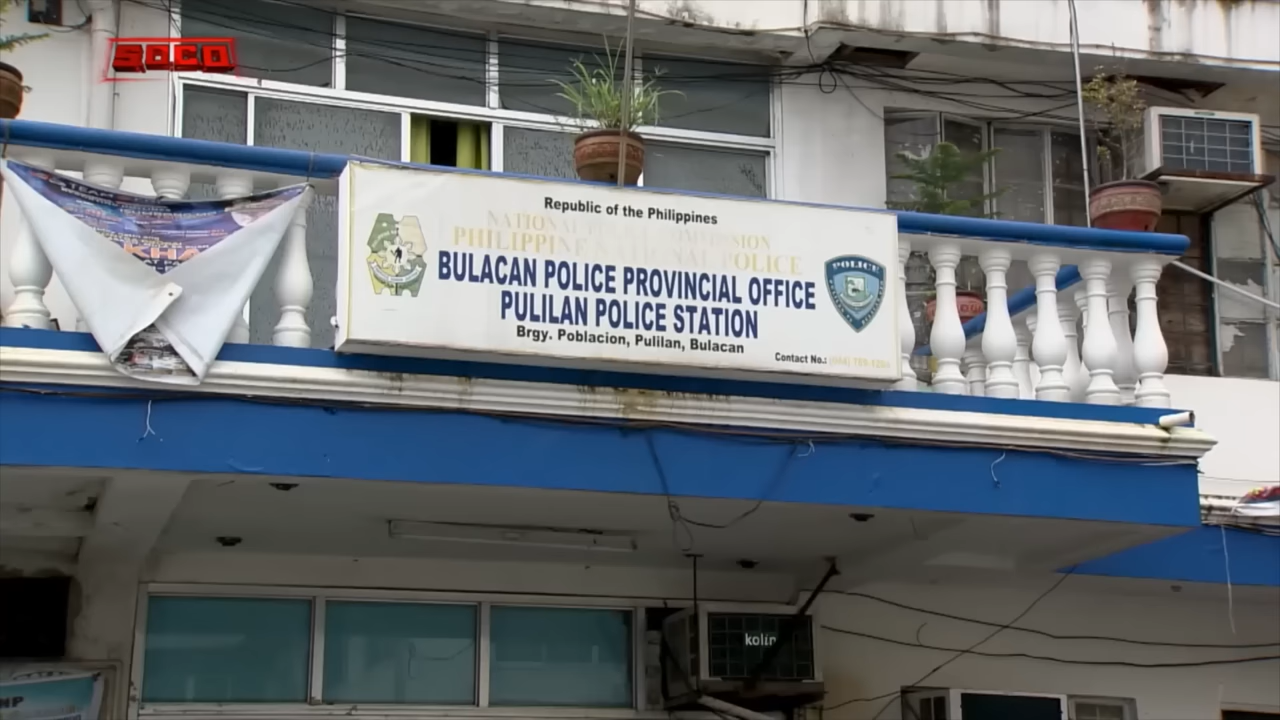 SOCO
Republic of the Philippines
NATIONAL POLICE COMMISSION
PHILIPPINE NATIONAL POLICE
BULACAN POLICE PROVINCIAL OFFICE
PULILAN POLICE STATION
Brgy. Poblacion, Pulilan, Bulacan
Contact No.:
POLICE
kolin
NP